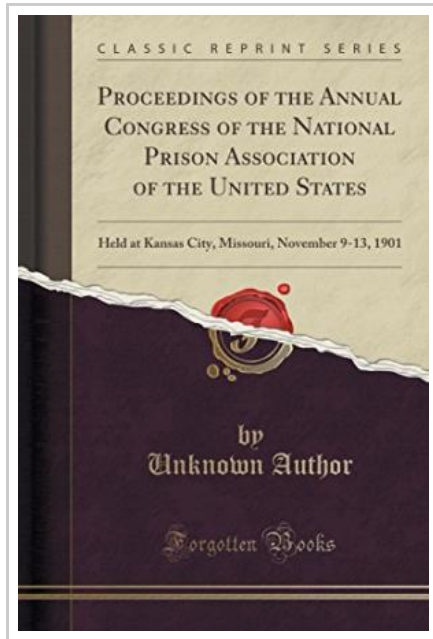 CLASSIC REPRINT SERIES
PROCEEDINGS OF THE ANNUAL
CONGRESS OF THE NATIONAL
PRISON ASSOCIATION
OF THE UNITED STATES
Held at Kansas City, Missouri, November 9-13, 1901
by
Unknown Author
Forgotten Books